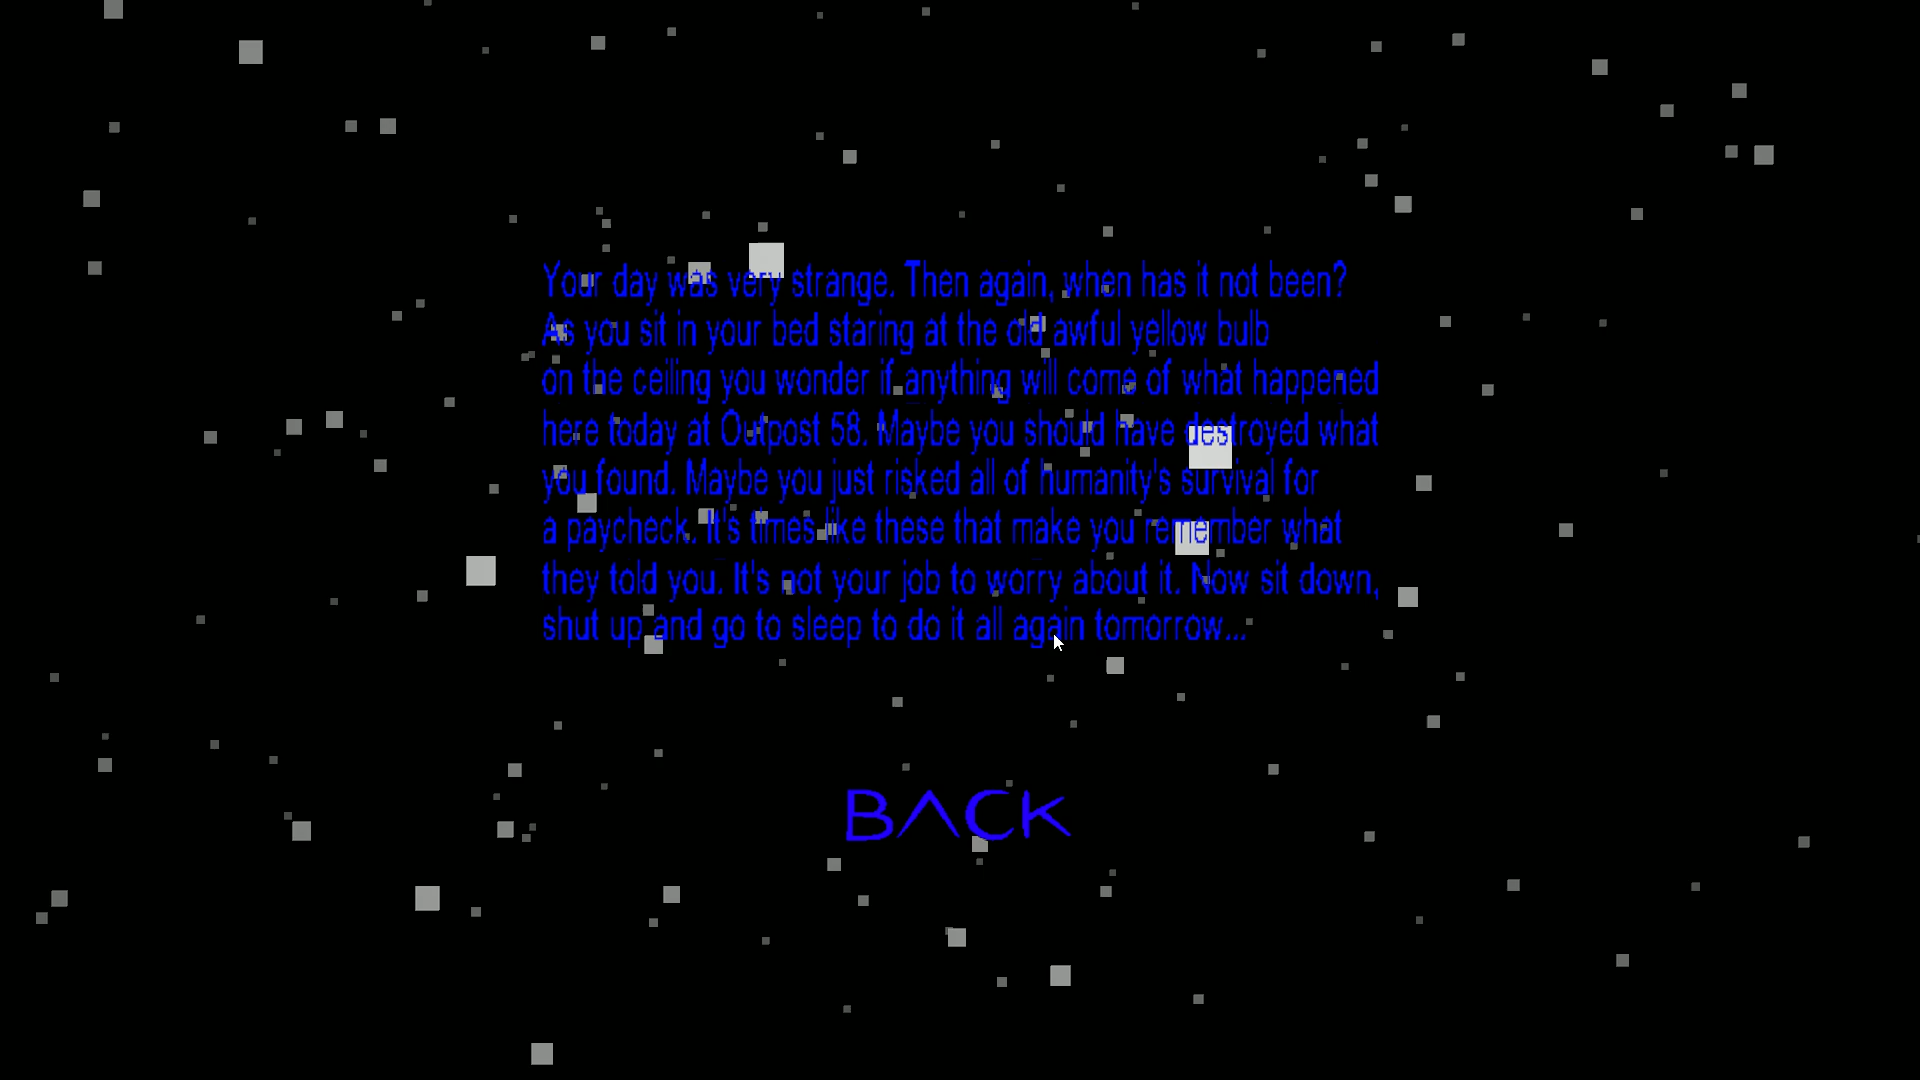 Your day was very strange. Then again, when has it not been?
As you sit in your bed staring at the old awful yellow bulb
on the ceiling you wonder if anything will come of what happened
here today at Outpost 58. Maybe you should have destroyed what
you found. Maybe you just risked all of humanity's survival for
a paycheck. It's times like these that make you remember what
they told you. It's not your job to worry about it. Now sit down,
shut up and go to sleep to do it all again tomorrow...
BACK